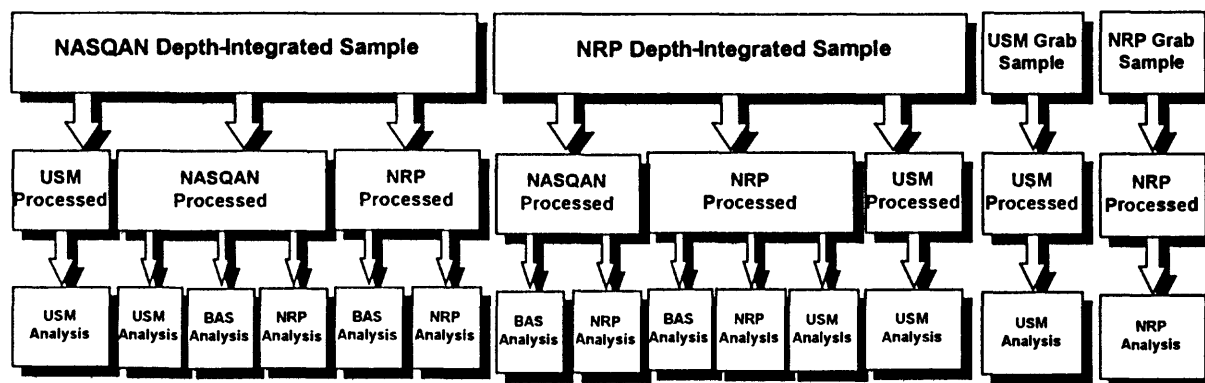 NASQAN Depth-Integrated Sample
NRP Depth-Integrated Sample
USM Grab
Sample
NRP Grab
Sample
USM
Processed
NASQAN
Processed
NRP
Processed
NASQAN
Processed
NRP
Processed
USM
Processed
USM
Processed
NRP
Processed
USM
Analysis
USM
Analysis
BAS
Analysis
NRP
Analysis
BAS
Analysis
NRP
Analysis
BAS
Analysis
NRP
Analysis
BAS
Analysis
NRP
Analysis
USM
Analysis
USM
Analysis
USM
Analysis
NRP
Analysis